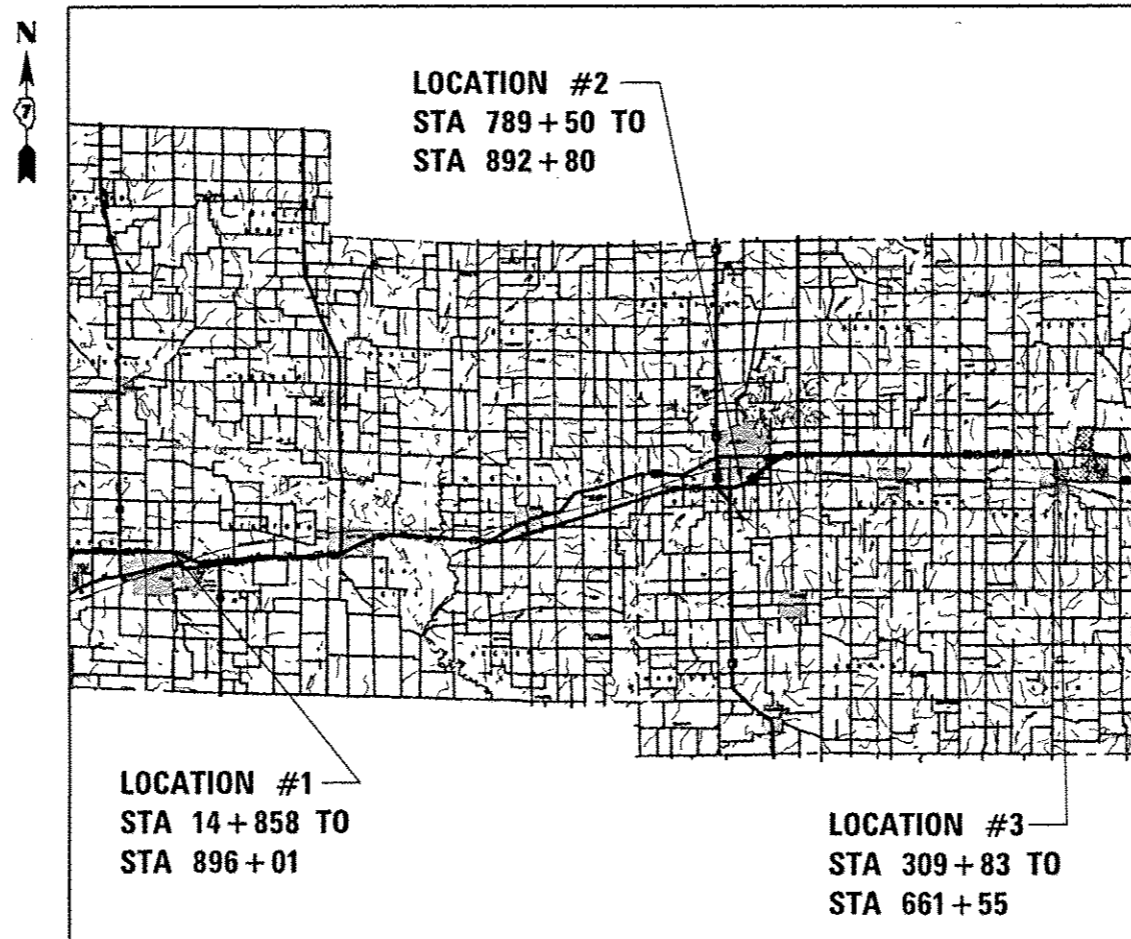 N
7
LOCATION #2
STA 789+50 TO
STA 892+80
LOCATION #1
STA 14+858 TO
STA 896+01
LOCATION #3
STA 309+83 TO
STA 661+55